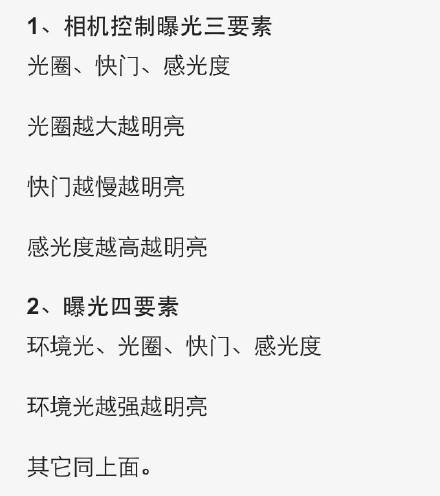 1、相机控制曝光三要素
光圈、快门、感光度
光圈越大越明亮
快门越慢越明亮
感光度越高越明亮
2、曝光四要素
环境光、光圈、快门、感光度
环境光越强越明亮
其它同上面。